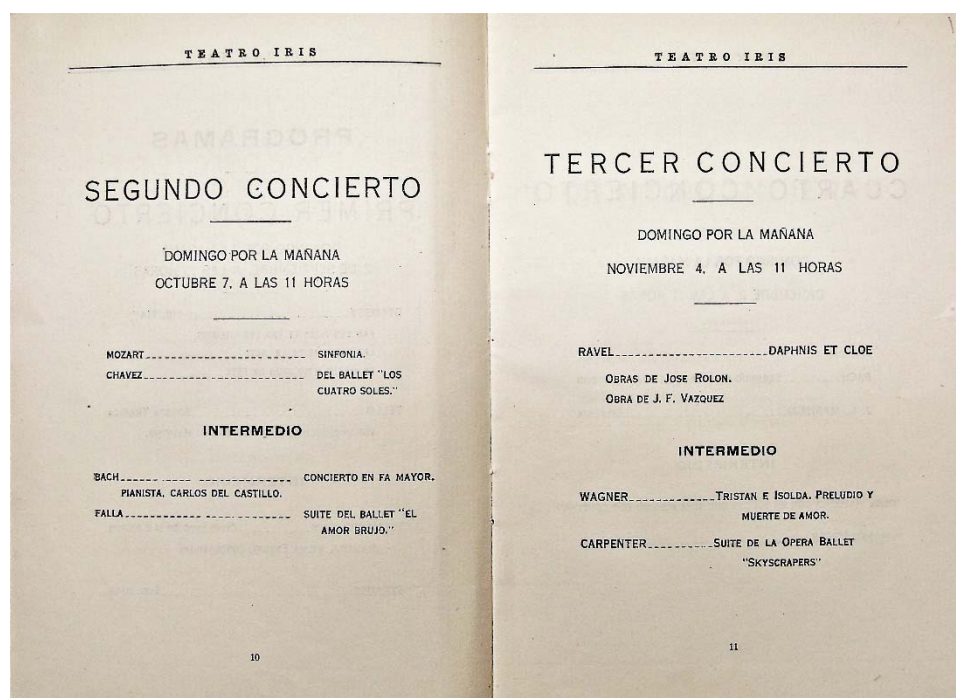 TEATRO IRIS
SEGUNDO CONCIERTO
DOMINGO POR LA MAÑANA
OCTUBRE 7, A LAS 11 HORAS
MOZART SINFONIA.
CHAVEZ DEL BALLET "LOS
CUATRO SOLES."
INTERMEDIO
BACH CONCIERTO EN FA MAYOR.
PIANISTA, CARLOS DEL CASTILLO.
FALLA SUITE DEL BALLET "EL
AMOR BRUJO."
10
TEATRO IRIS
TERCER CONCIERTO
DOMINGO POR LA MAÑANA
NOVIEMBRE 4, A LAS 11 HORAS
RAVEL DAPHNIS ET CLOE
OBRAS DE JOSE ROLON.
OBRA DE J. F. VAZQUEZ
INTERMEDIO
WAGNER TRISTAN E ISOLDA. PRELUDIO Y
MUERTE DE AMOR.
CARPENTER SUITE DE LA OPERA BALLET
"SKYSCRAPERS"
11